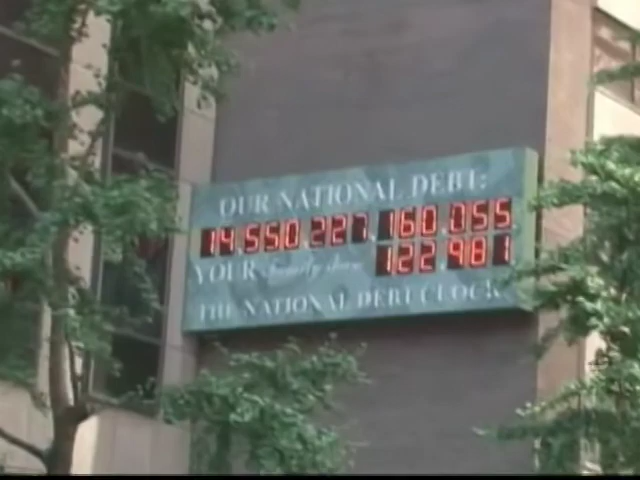 OUR NATIONAL DEBT:
14,550,227,160,055
YOUR Family share 122,981
THE NATIONAL DEBT CLOCK